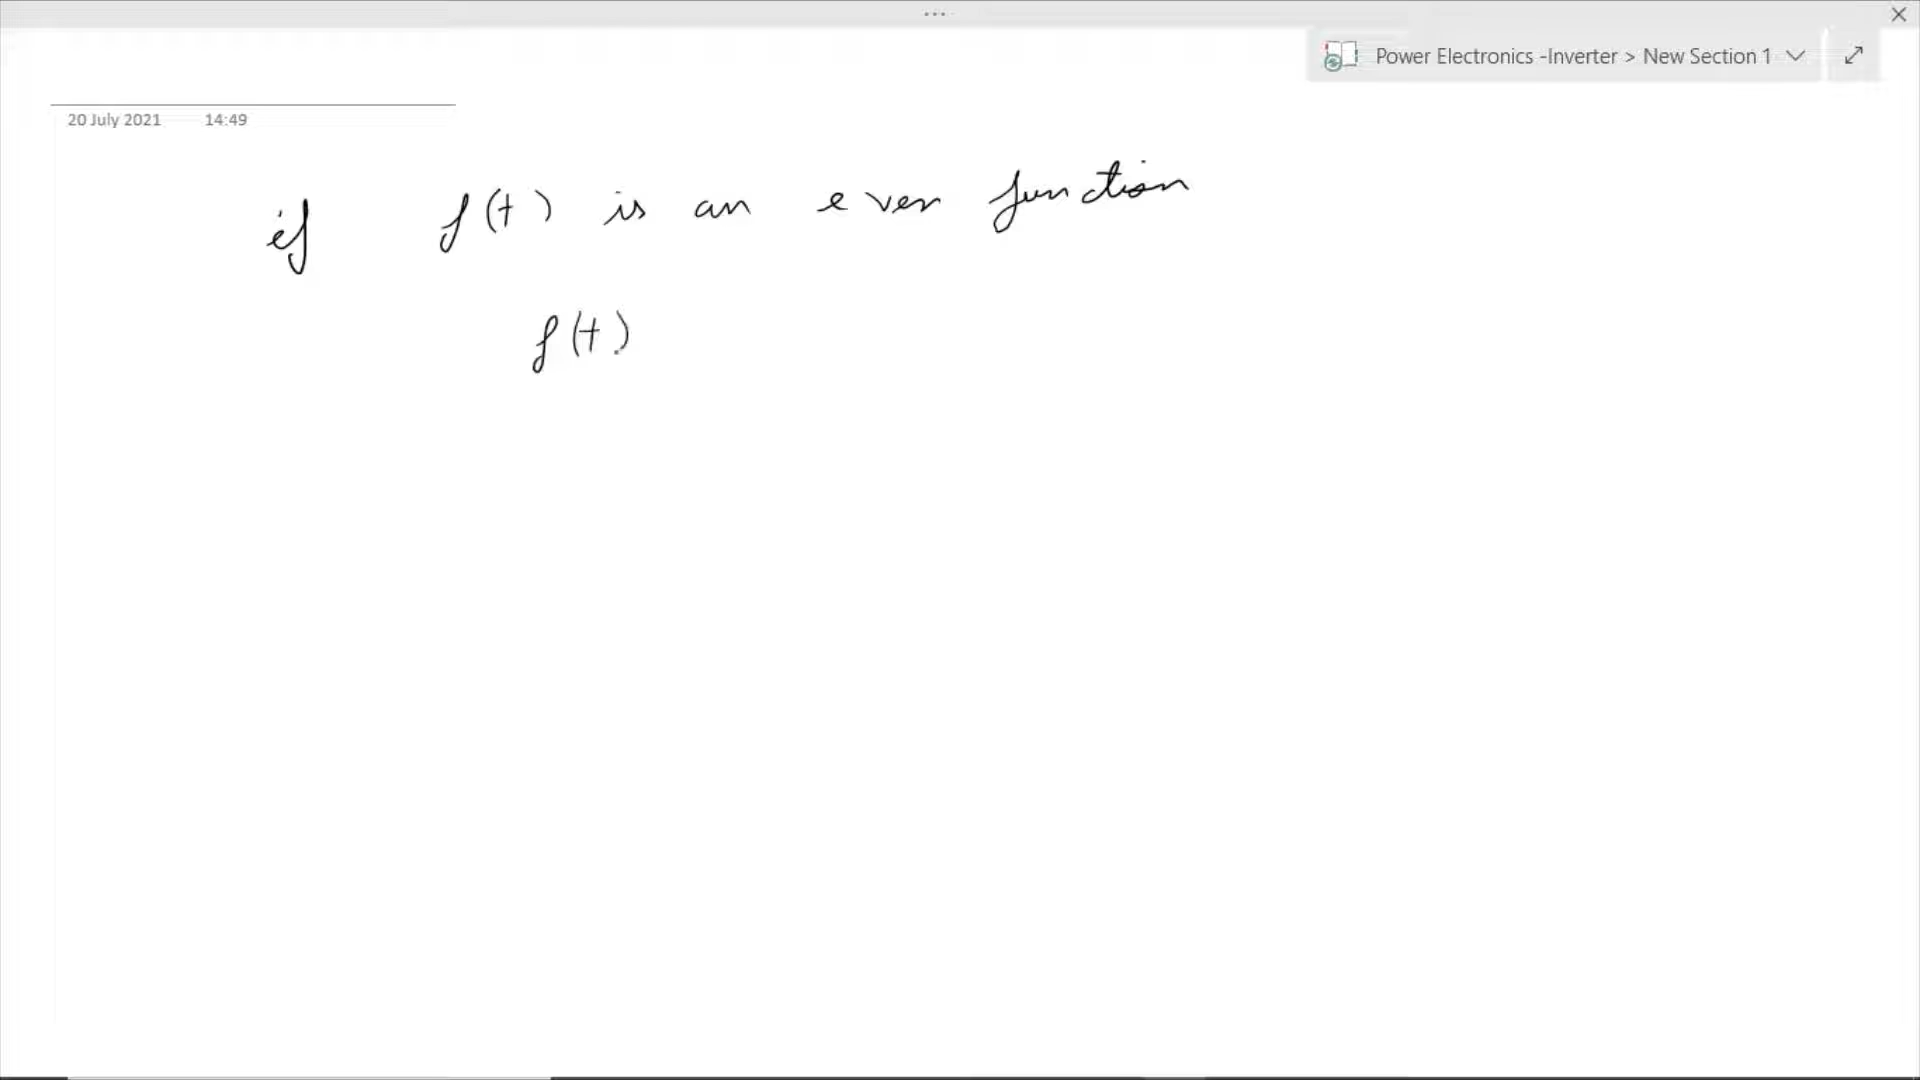 ...
Power Electronics -Inverter > New Section 1
20 July 2021 14:49
if f(t) is an even function
f(t)